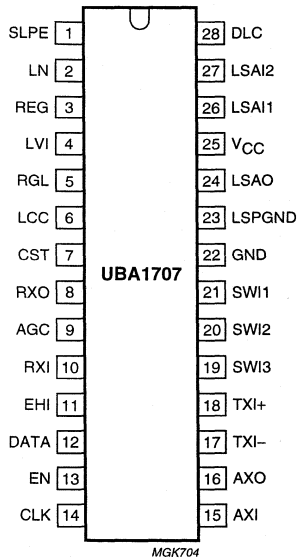 SLPE 1 28 DLC
LN 2 27 LSAI2
REG 3 26 LSAI1
LVI 4 25 VCC
RGL 5 24 LSAO
LCC 6 23 LSPGND
CST 7 22 GND
UBA1707
RXO 8 21 SWI1
AGC 9 20 SWI2
RXI 10 19 SWI3
EHI 11 18 TXI+
DATA 12 17 TXI−
EN 13 16 AXO
CLK 14 15 AXI
MGK704